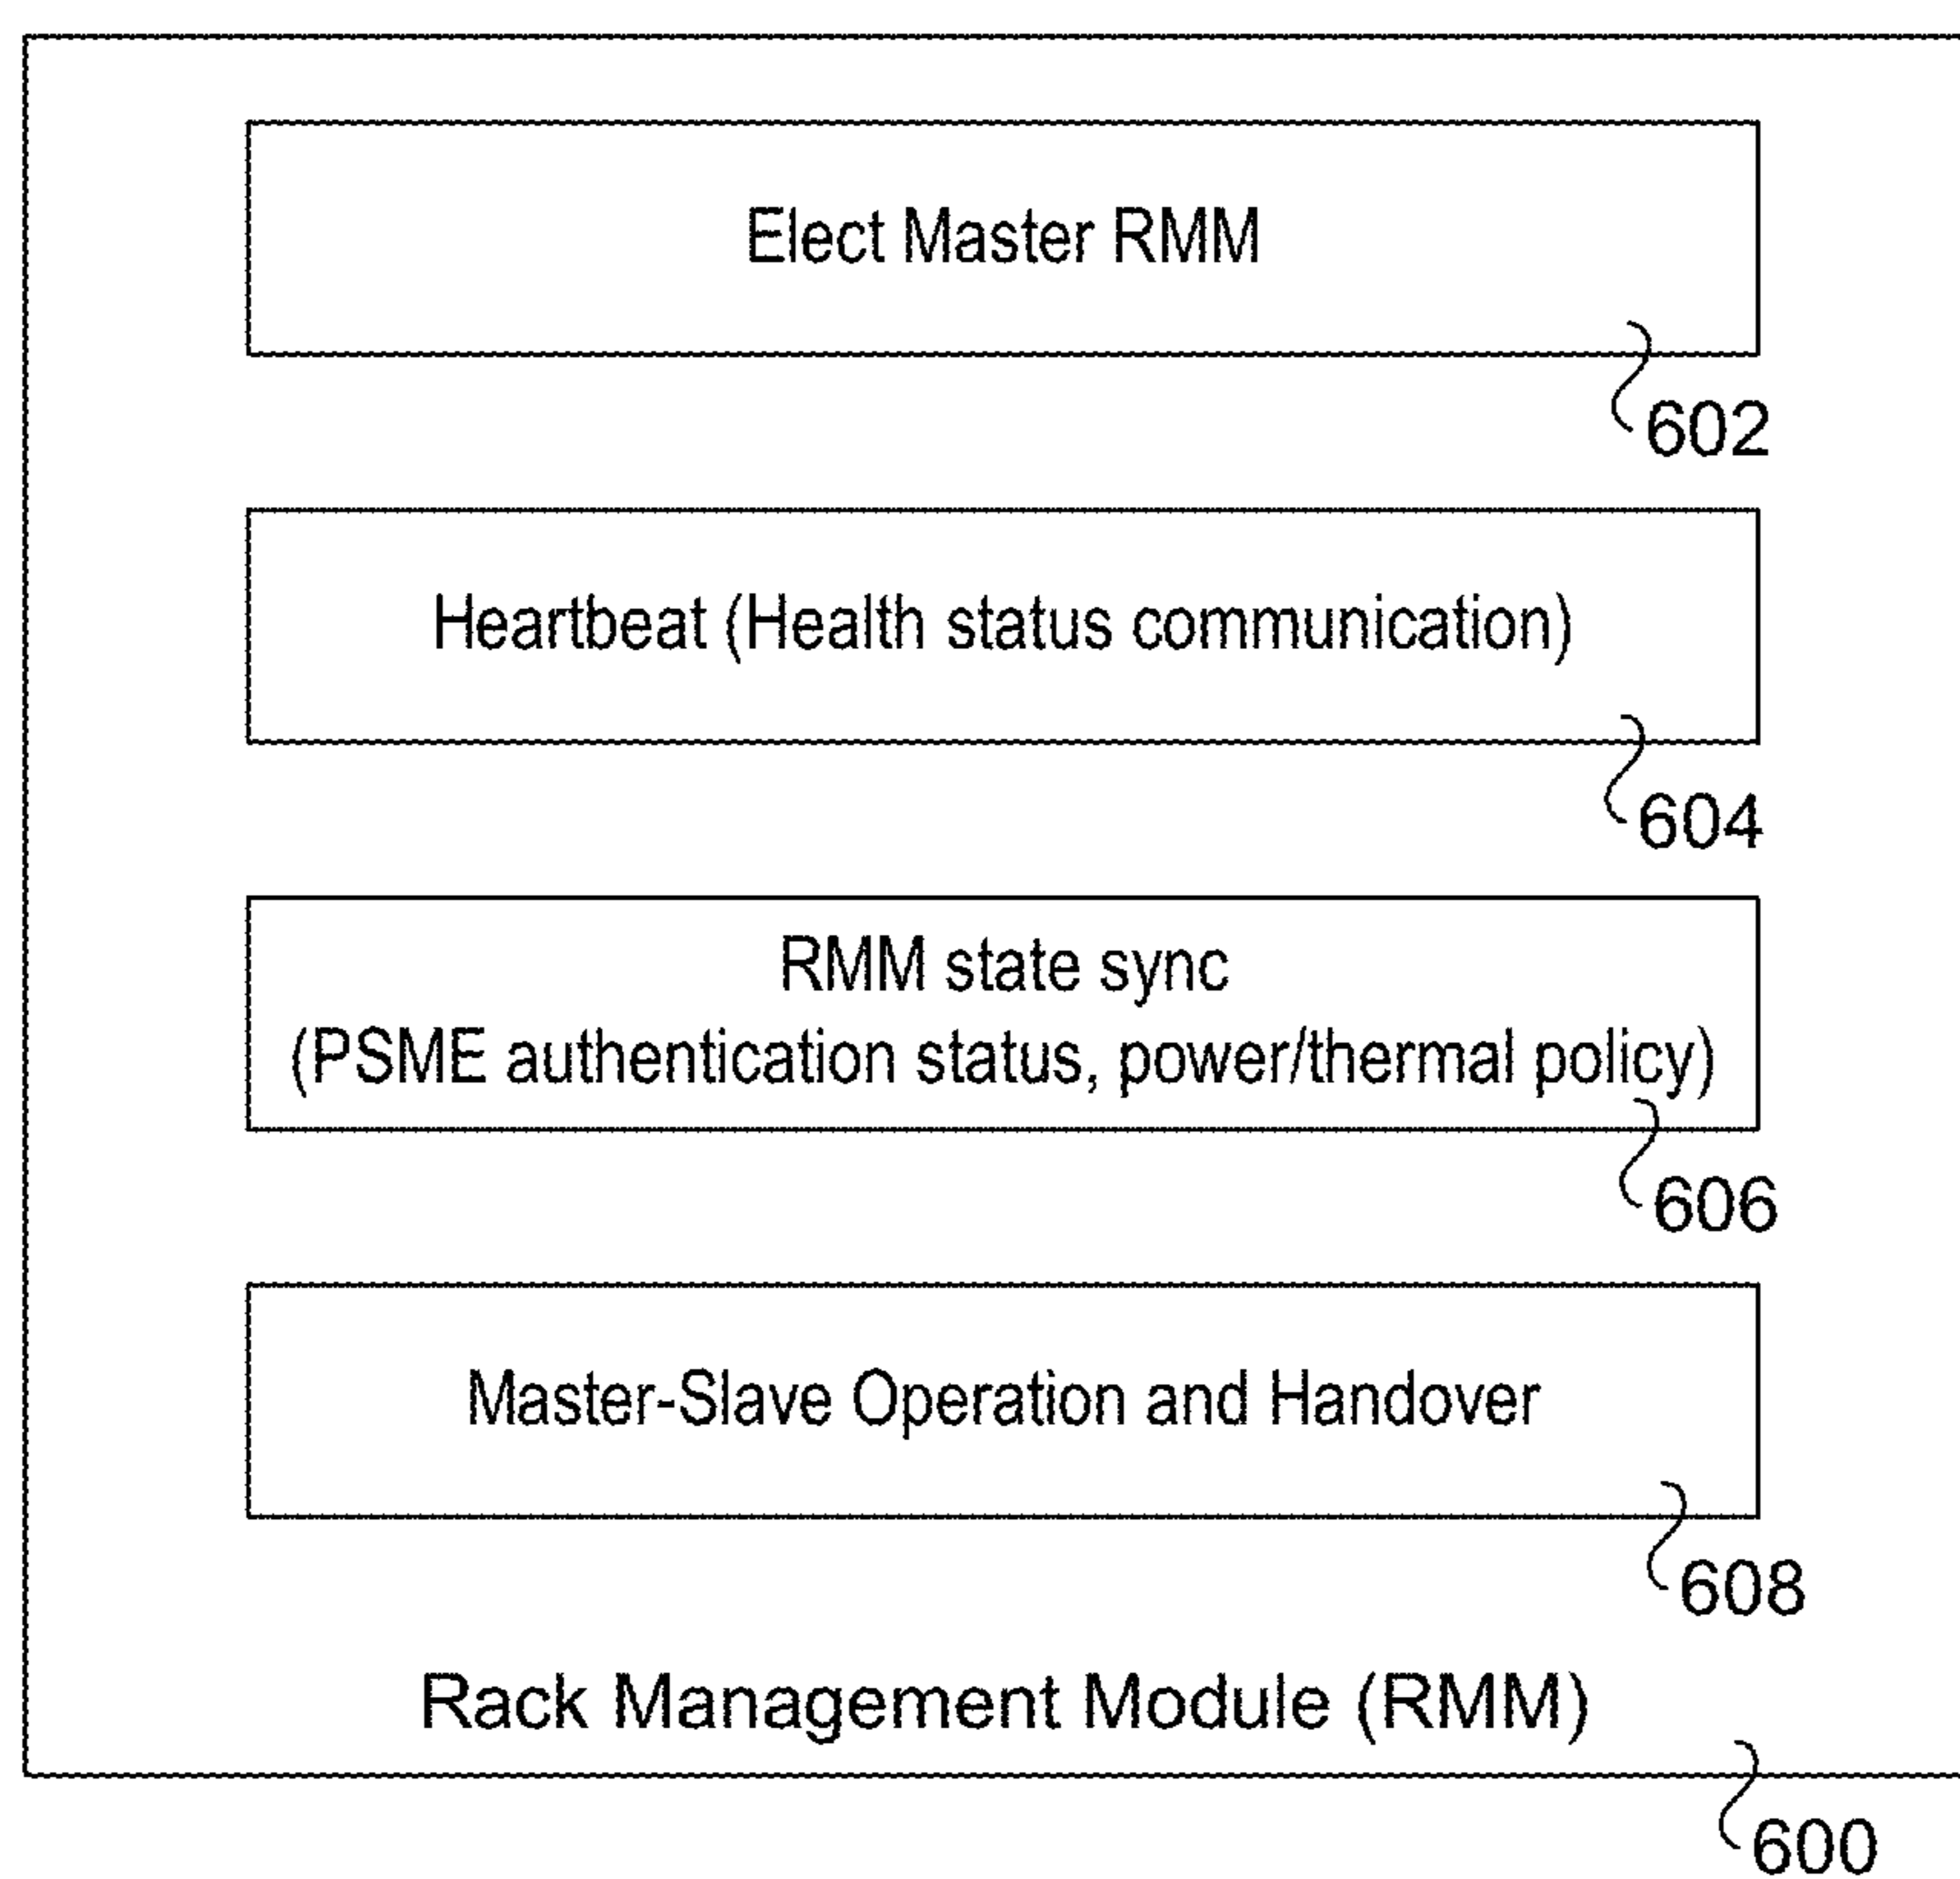 Elect Master RMM
602
Heartbeat (Health status communication)
604
RMM state sync
(PSME authentication status, power/thermal policy)
606
Master-Slave Operation and Handover
608
Rack Management Module (RMM)
600